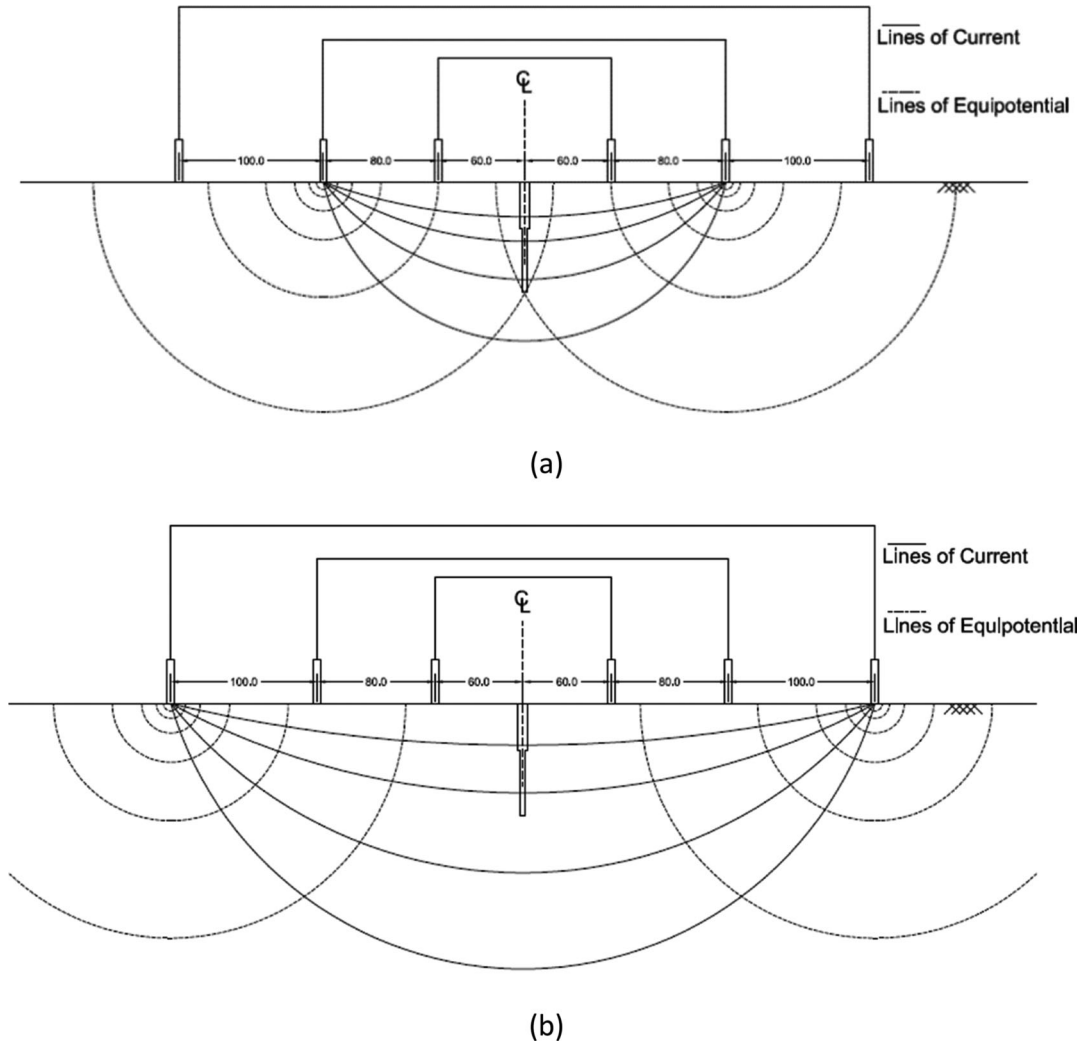 Lines of Current
℄
Lines of Equipotential
100.0 80.0 60.0 60.0 80.0 100.0
(a)
Lines of Current
℄
Lines of Equipotential
100.0 80.0 60.0 60.0 80.0 100.0
(b)